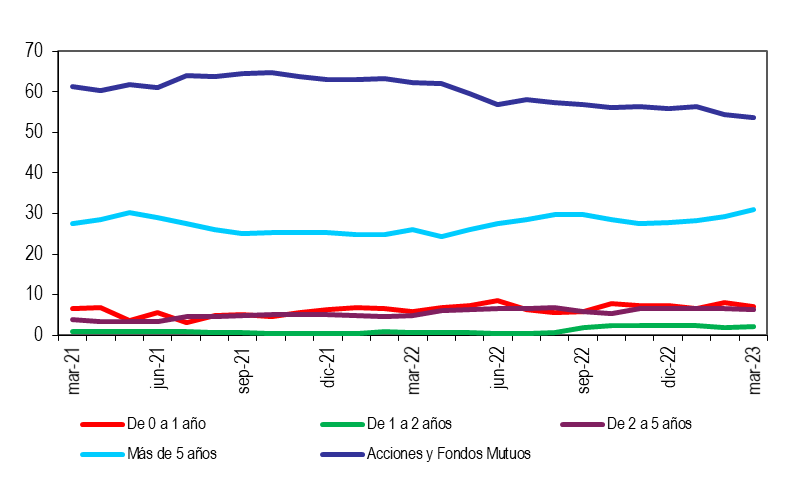 70
60
50
40
30
20
10
0
mar-21
jun-21
sep-21
dic-21
mar-22
jun-22
sep-22
dic-22
mar-23
De 0 a 1 año
De 1 a 2 años
De 2 a 5 años
Más de 5 años
Acciones y Fondos Mutuos